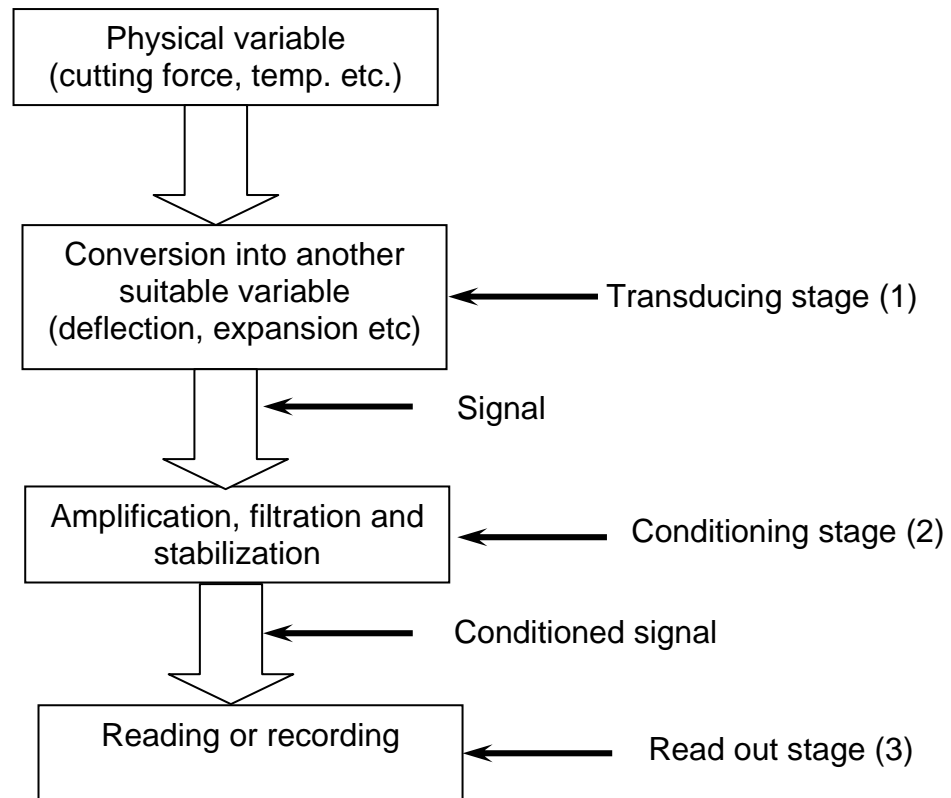 Physical variable
(cutting force, temp. etc.)
Conversion into another
suitable variable
(deflection, expansion etc)
Transducing stage (1)
Signal
Amplification, filtration and
stabilization
Conditioning stage (2)
Conditioned signal
Reading or recording
Read out stage (3)